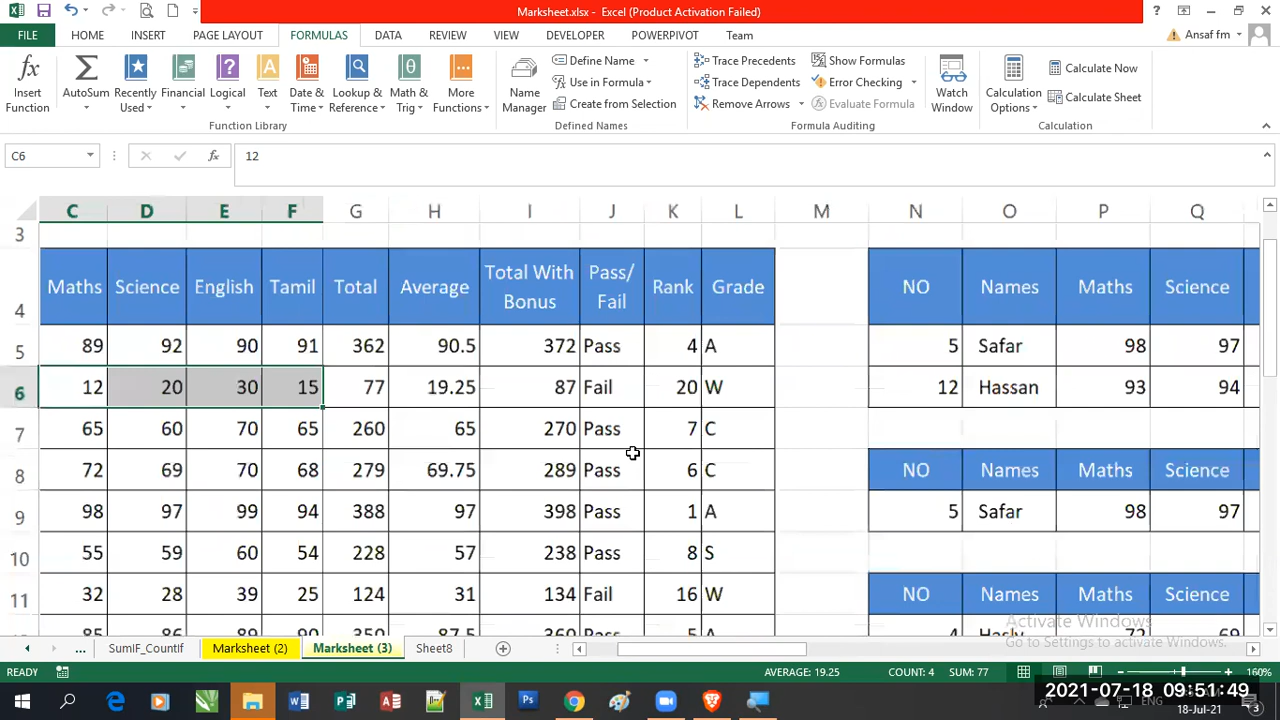 Marksheet.xlsx - Excel (Product Activation Failed)
FILE HOME INSERT PAGE LAYOUT FORMULAS DATA REVIEW VIEW DEVELOPER POWERPIVOT Team Ansaf fm
Insert Function
AutoSum
Recently Used
Financial
Logical
Text
Date & Time
Lookup & Reference
Math & Trig
More Functions
Function Library
Name Manager
Define Name
Use in Formula
Create from Selection
Defined Names
Trace Precedents
Trace Dependents
Remove Arrows
Show Formulas
Error Checking
Evaluate Formula
Formula Auditing
Watch Window
Calculation Options
Calculate Now
Calculate Sheet
Calculation
C6 fx 12
C D E F G H I J K L M N O P Q
3
4 Maths Science English Tamil Total Average Total With Bonus Pass/ Fail Rank Grade NO Names Maths Science
5 89 92 90 91 362 90.5 372 Pass 4 A 5 Safar 98 97
6 12 20 30 15 77 19.25 87 Fail 20 W 12 Hassan 93 94
7 65 60 70 65 260 65 270 Pass 7 C
8 72 69 70 68 279 69.75 289 Pass 6 C NO Names Maths Science
9 98 97 99 94 388 97 398 Pass 1 A 5 Safar 98 97
10 55 59 60 54 228 57 238 Pass 8 S
11 32 28 39 25 124 31 134 Fail 16 W NO Names Maths Science
85 86 89 90 350 87.5 360 Pass 5 A 4 Hasly 72 69
Activate Windows
Go to Settings to activate Windows.
... SumIF_CountIf Marksheet (2) Marksheet (3) Sheet8
READY AVERAGE: 19.25 COUNT: 4 SUM: 77 160%
2021-07-18 09:51:49
ENG
18-Jul-21
3